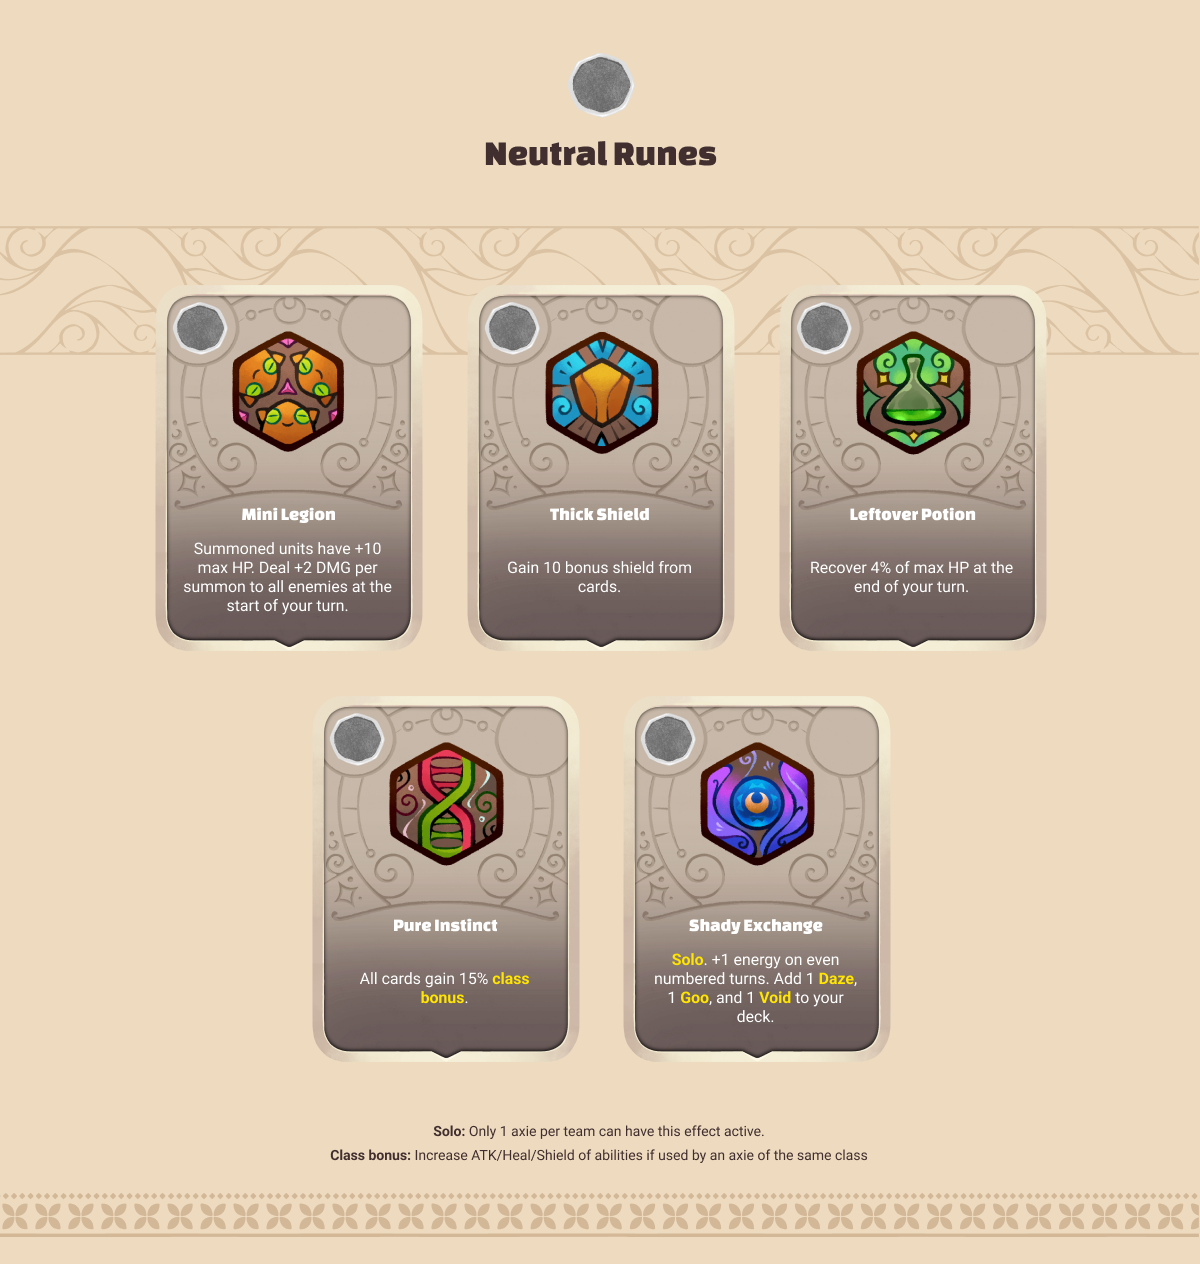 Neutral Runes
Mini Legion
Summoned units have +10
max HP. Deal +2 DMG per
summon to all enemies at the
start of your turn.
Thick Shield
Gain 10 bonus shield from
cards.
Leftover Potion
Recover 4% of max HP at the
end of your turn.
Pure Instinct
All cards gain 15% class
bonus.
Shady Exchange
Solo. +1 energy on even
numbered turns. Add 1 Daze,
1 Goo, and 1 Void to your
deck.
Solo: Only 1 axie per team can have this effect active.
Class bonus: Increase ATK/Heal/Shield of abilities if used by an axie of the same class